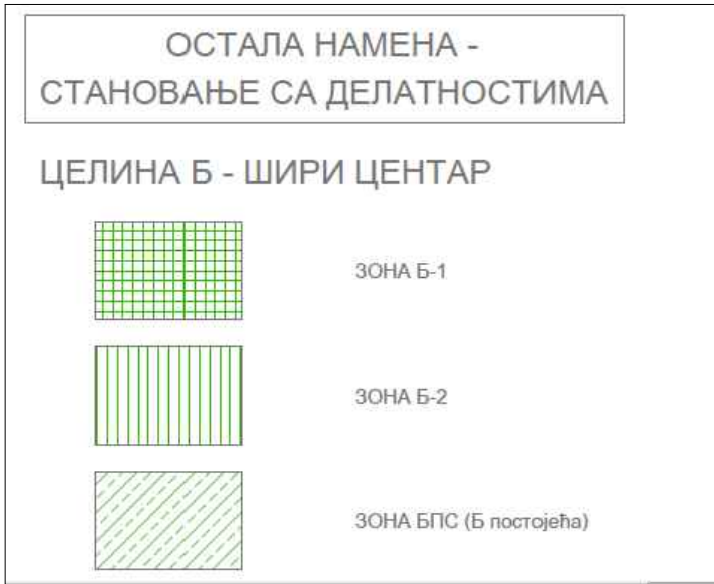 ОСТАЛА НАМЕНА -
СТАНОВАЊЕ СА ДЕЛАТНОСТИМА
ЦЕЛИНА Б - ШИРИ ЦЕНТАР
ЗОНА Б-1
ЗОНА Б-2
ЗОНА БПС (Б постојећа)